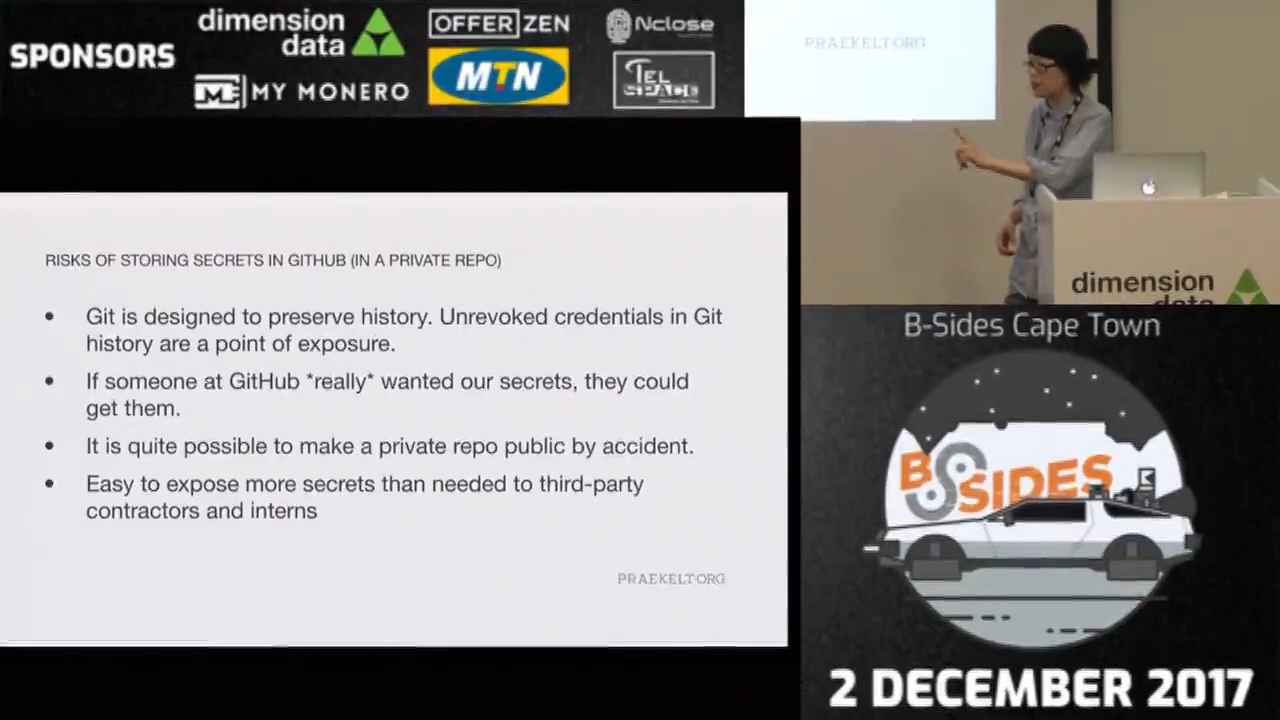 SPONSORS
dimension
data
MY MONERO
OFFERZEN
MTN
Nclose
TEL
SPACE
PRAEKELTORG
dimension
data
RISKS OF STORING SECRETS IN GITHUB (IN A PRIVATE REPO)
• Git is designed to preserve history. Unrevoked credentials in Git
history are a point of exposure.
• If someone at GitHub *really* wanted our secrets, they could
get them.
• It is quite possible to make a private repo public by accident.
• Easy to expose more secrets than needed to third-party
contractors and interns
PRAEKELTORG
B-Sides Cape Town
BSIDES
2 DECEMBER 2017